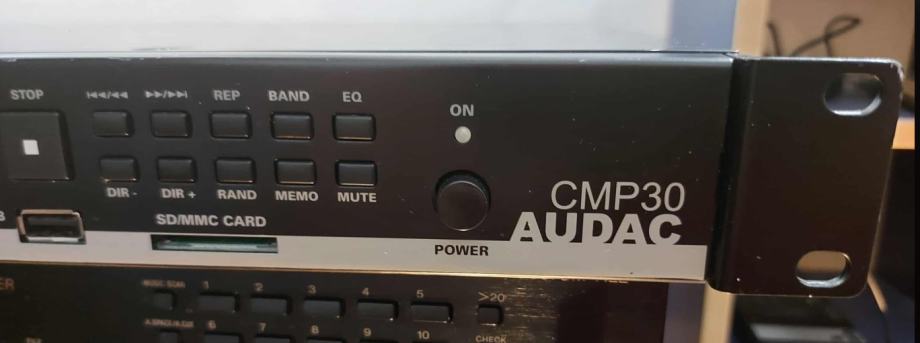 STOP
REP
BAND
EQ
ON
DIR -
DIR +
RAND
MEMO
MUTE
SD/MMC CARD
CMP30
AUDAC
POWER
1
2
3
4
5
>20
6
7
8
9
10
CHECK